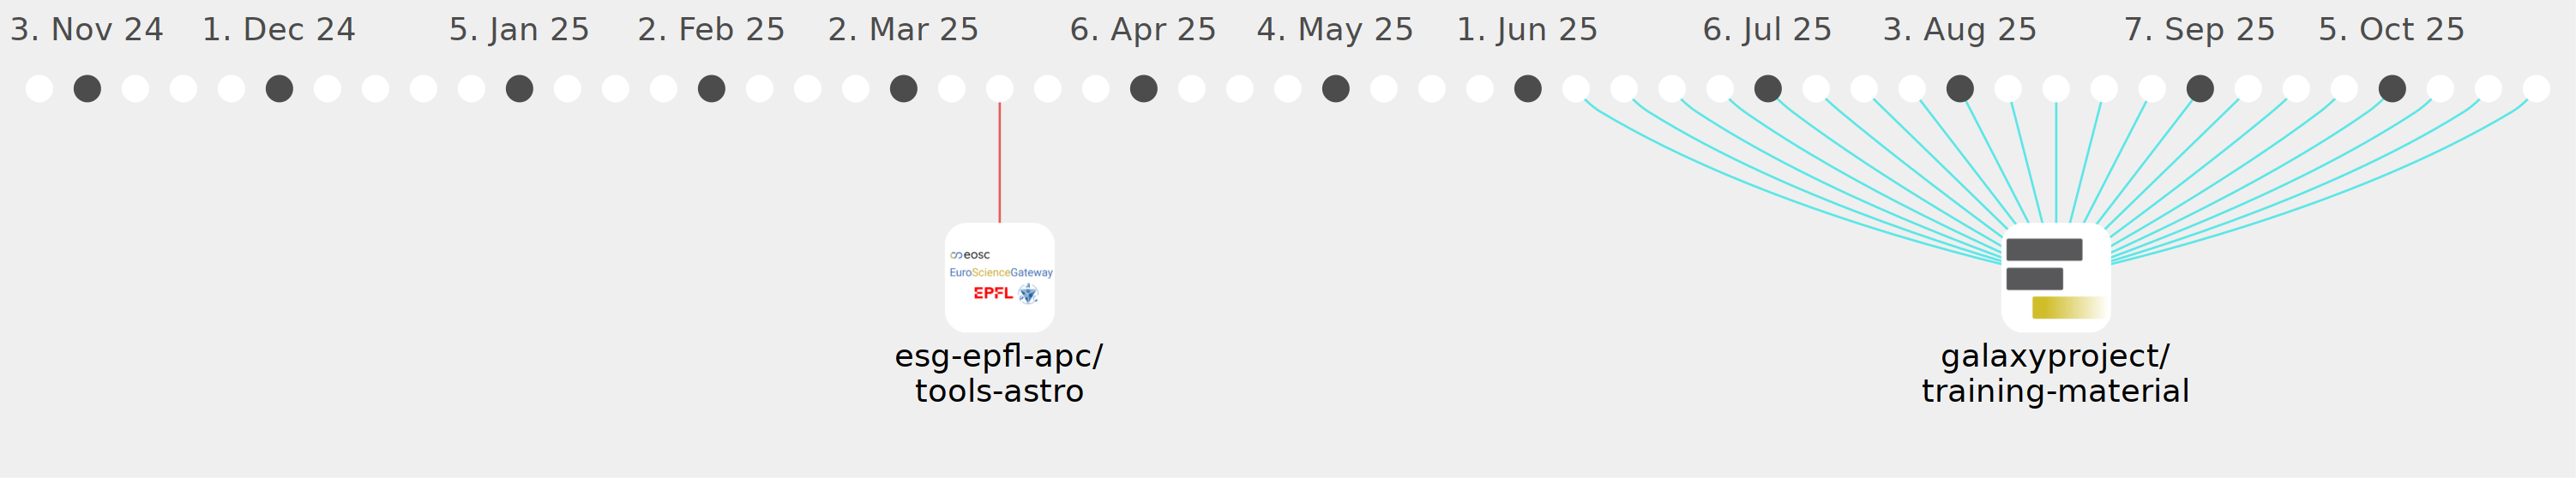 3. Nov 24 1. Dec 24 5. Jan 25 2. Feb 25 2. Mar 25 6. Apr 25 4. May 25 1. Jun 25 6. Jul 25 3. Aug 25 7. Sep 25 5. Oct 25
eosc
EuroScienceGateway
EPFL
esg-epfl-apc/
tools-astro
galaxyproject/
training-material